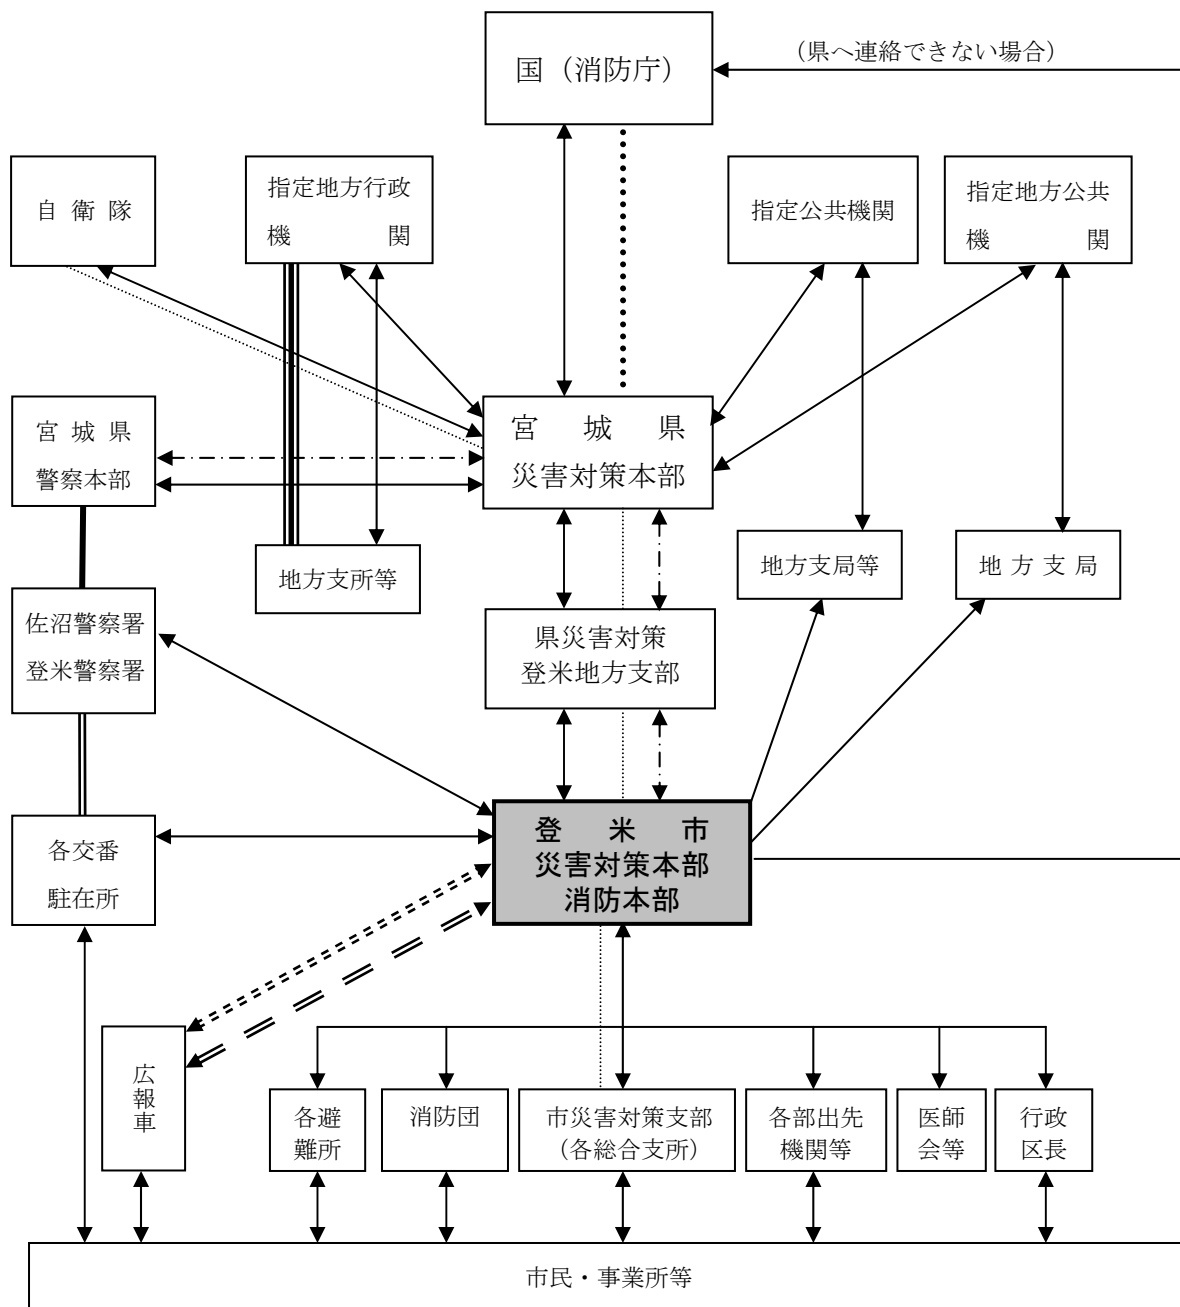 国（消防庁）
（県へ連絡できない場合）
自 衛 隊
指定地方行政
機　　　　関
指定公共機関
指定地方公共
機　　　　関
宮 城 県
警察本部
宮　城　県
災害対策本部
地方支所等
地方支局等
地 方 支 局
佐沼警察署
登米警察署
県災害対策
登米地方支部
各交番
駐在所
登　米　市
災害対策本部
消防本部
広報車
各避
難所
消防団
市災害対策支部
（各総合支所）
各部出先
機関等
医師
会等
行政
区長
市民・事業所等